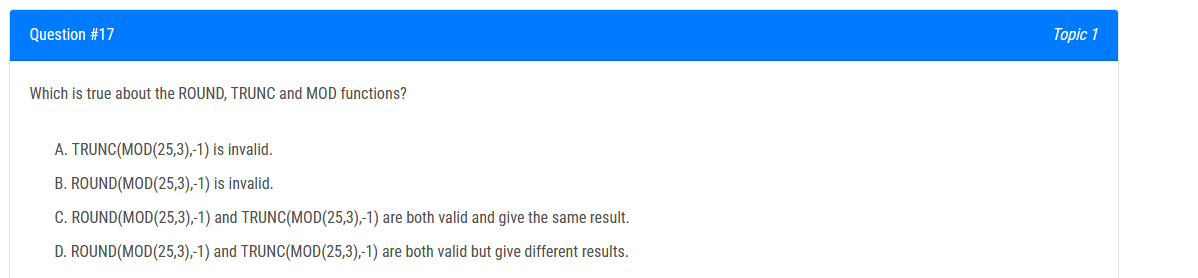 Question #17 Topic 1
Which is true about the ROUND, TRUNC and MOD functions?
A. TRUNC(MOD(25,3),-1) is invalid.
B. ROUND(MOD(25,3),-1) is invalid.
C. ROUND(MOD(25,3),-1) and TRUNC(MOD(25,3),-1) are both valid and give the same result.
D. ROUND(MOD(25,3),-1) and TRUNC(MOD(25,3),-1) are both valid but give different results.